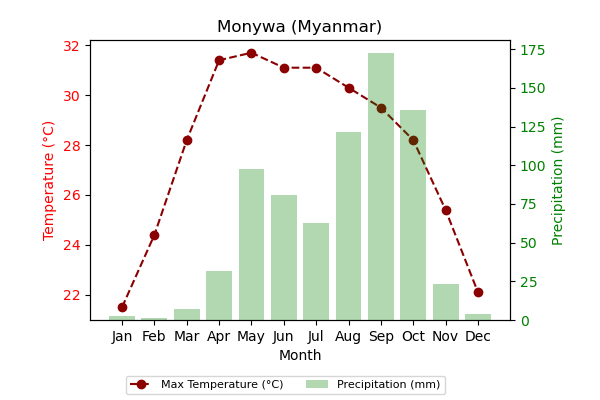 Monywa (Myanmar)
Temperature (°C)
32
30
28
26
24
22
175
150
125
100
75
50
25
0
Precipitation (mm)
Jan Feb Mar Apr May Jun Jul Aug Sep Oct Nov Dec
Month
Max Temperature (°C) Precipitation (mm)